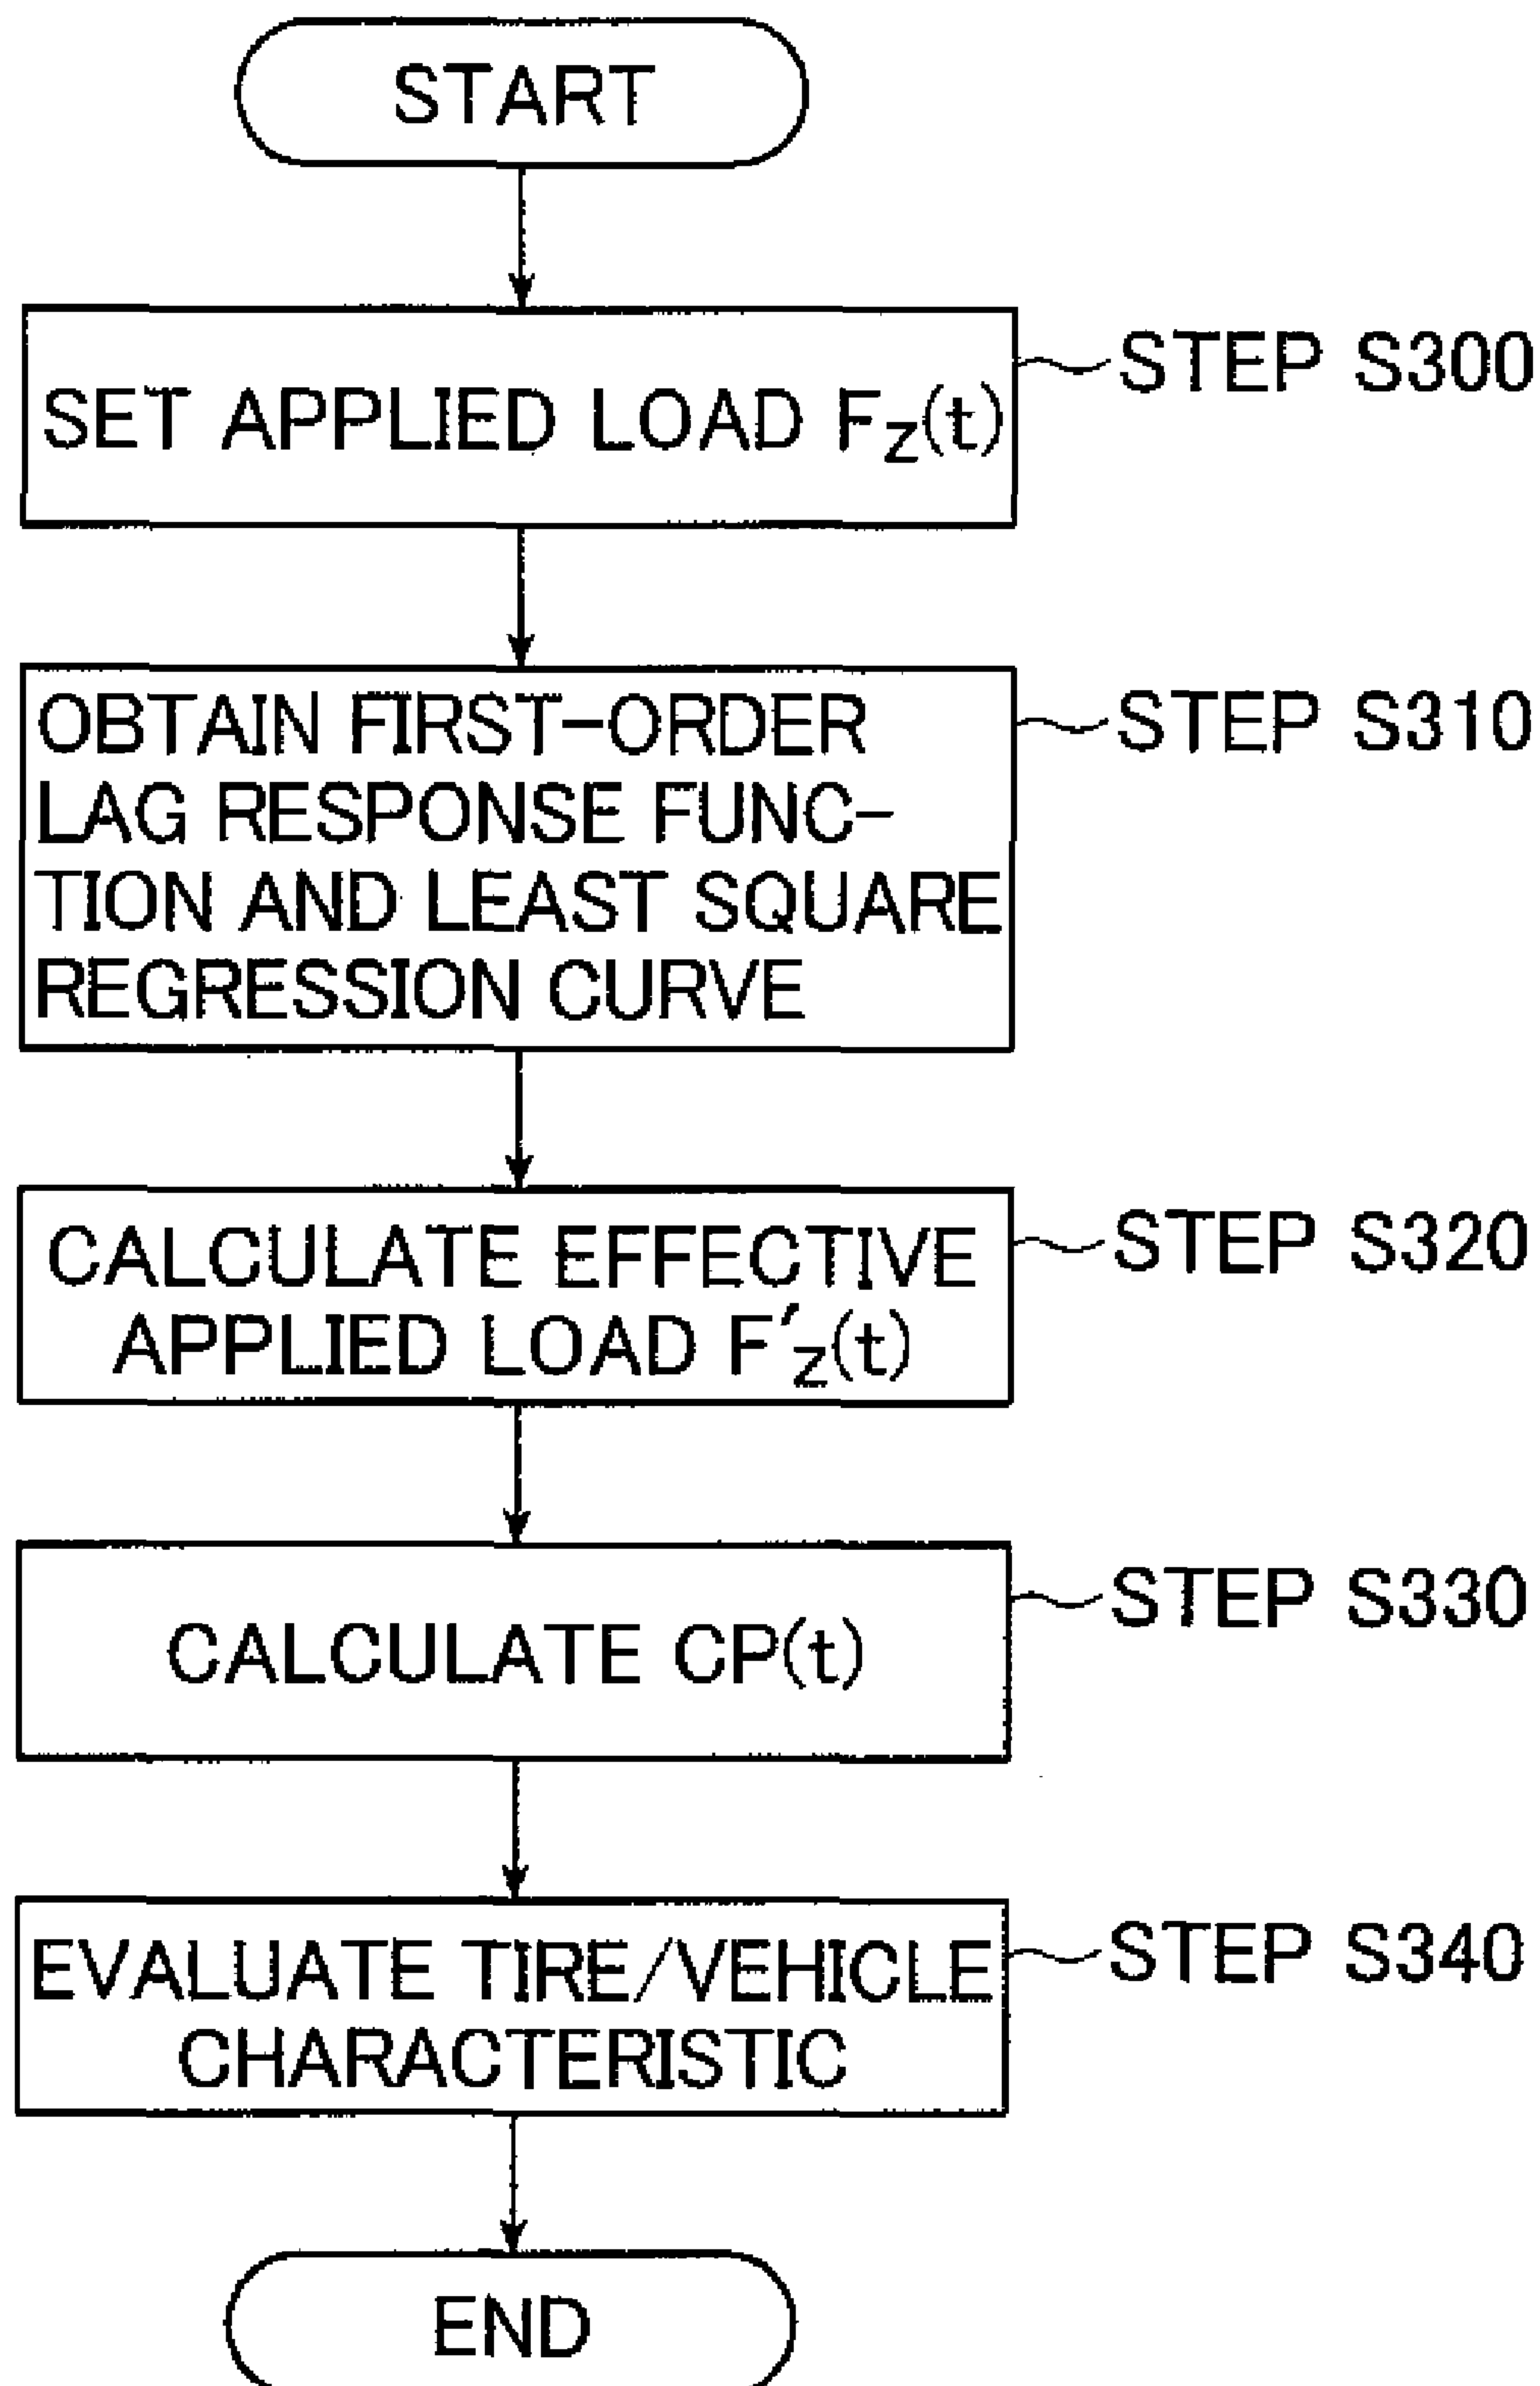 START
SET APPLIED LOAD Fz(t)
STEP S300
OBTAIN FIRST-ORDER
LAG RESPONSE FUNC-
TION AND LEAST SQUARE
REGRESSION CURVE
STEP S310
CALCULATE EFFECTIVE
APPLIED LOAD F′z(t)
STEP S320
CALCULATE CP(t)
STEP S330
EVALUATE TIRE/VEHICLE
CHARACTERISTIC
STEP S340
END